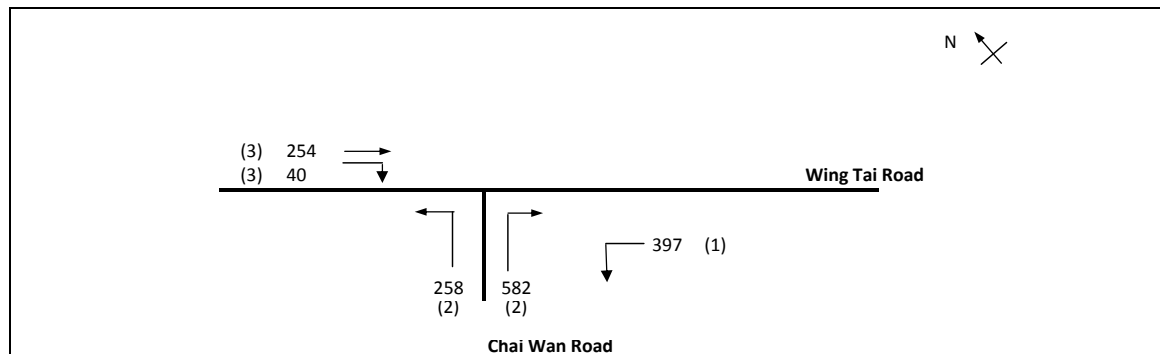 N
(3) 254
(3) 40
Wing Tai Road
397 (1)
258 582
(2) (2)
Chai Wan Road